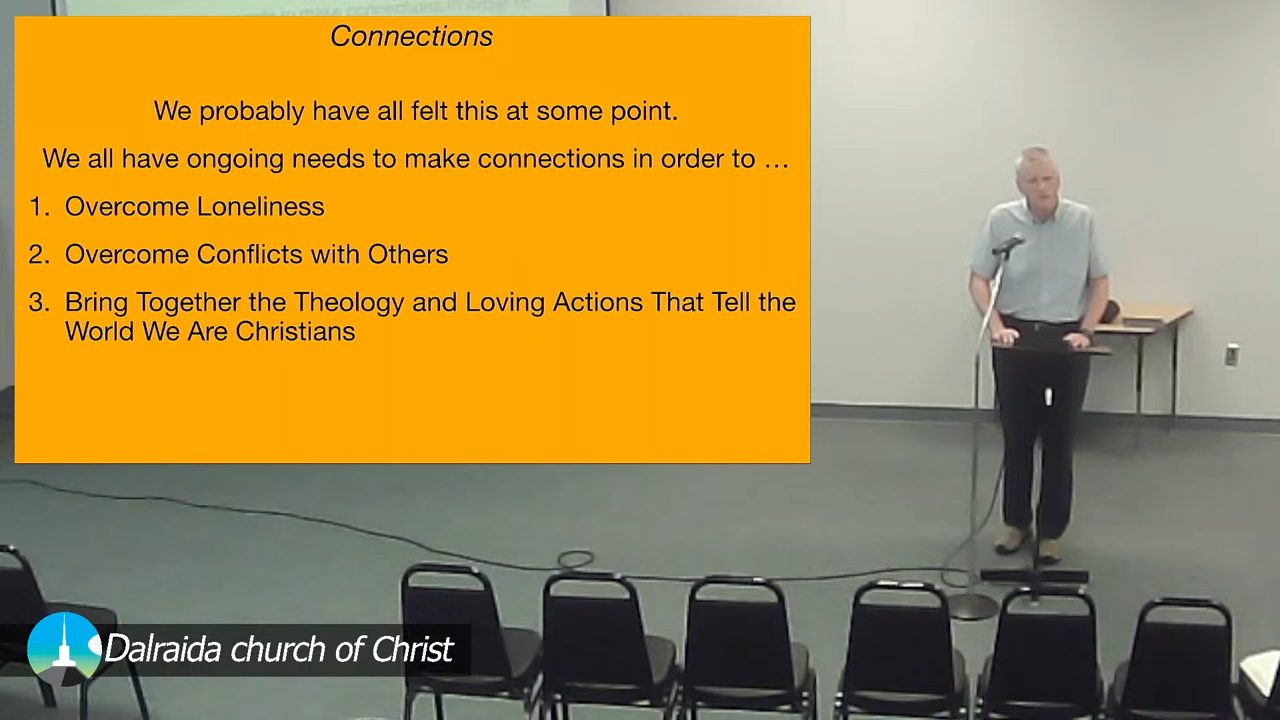 Connections
We probably have all felt this at some point.
We all have ongoing needs to make connections in order to …
1. Overcome Loneliness
2. Overcome Conflicts with Others
3. Bring Together the Theology and Loving Actions That Tell the
World We Are Christians
Dalraida church of Christ